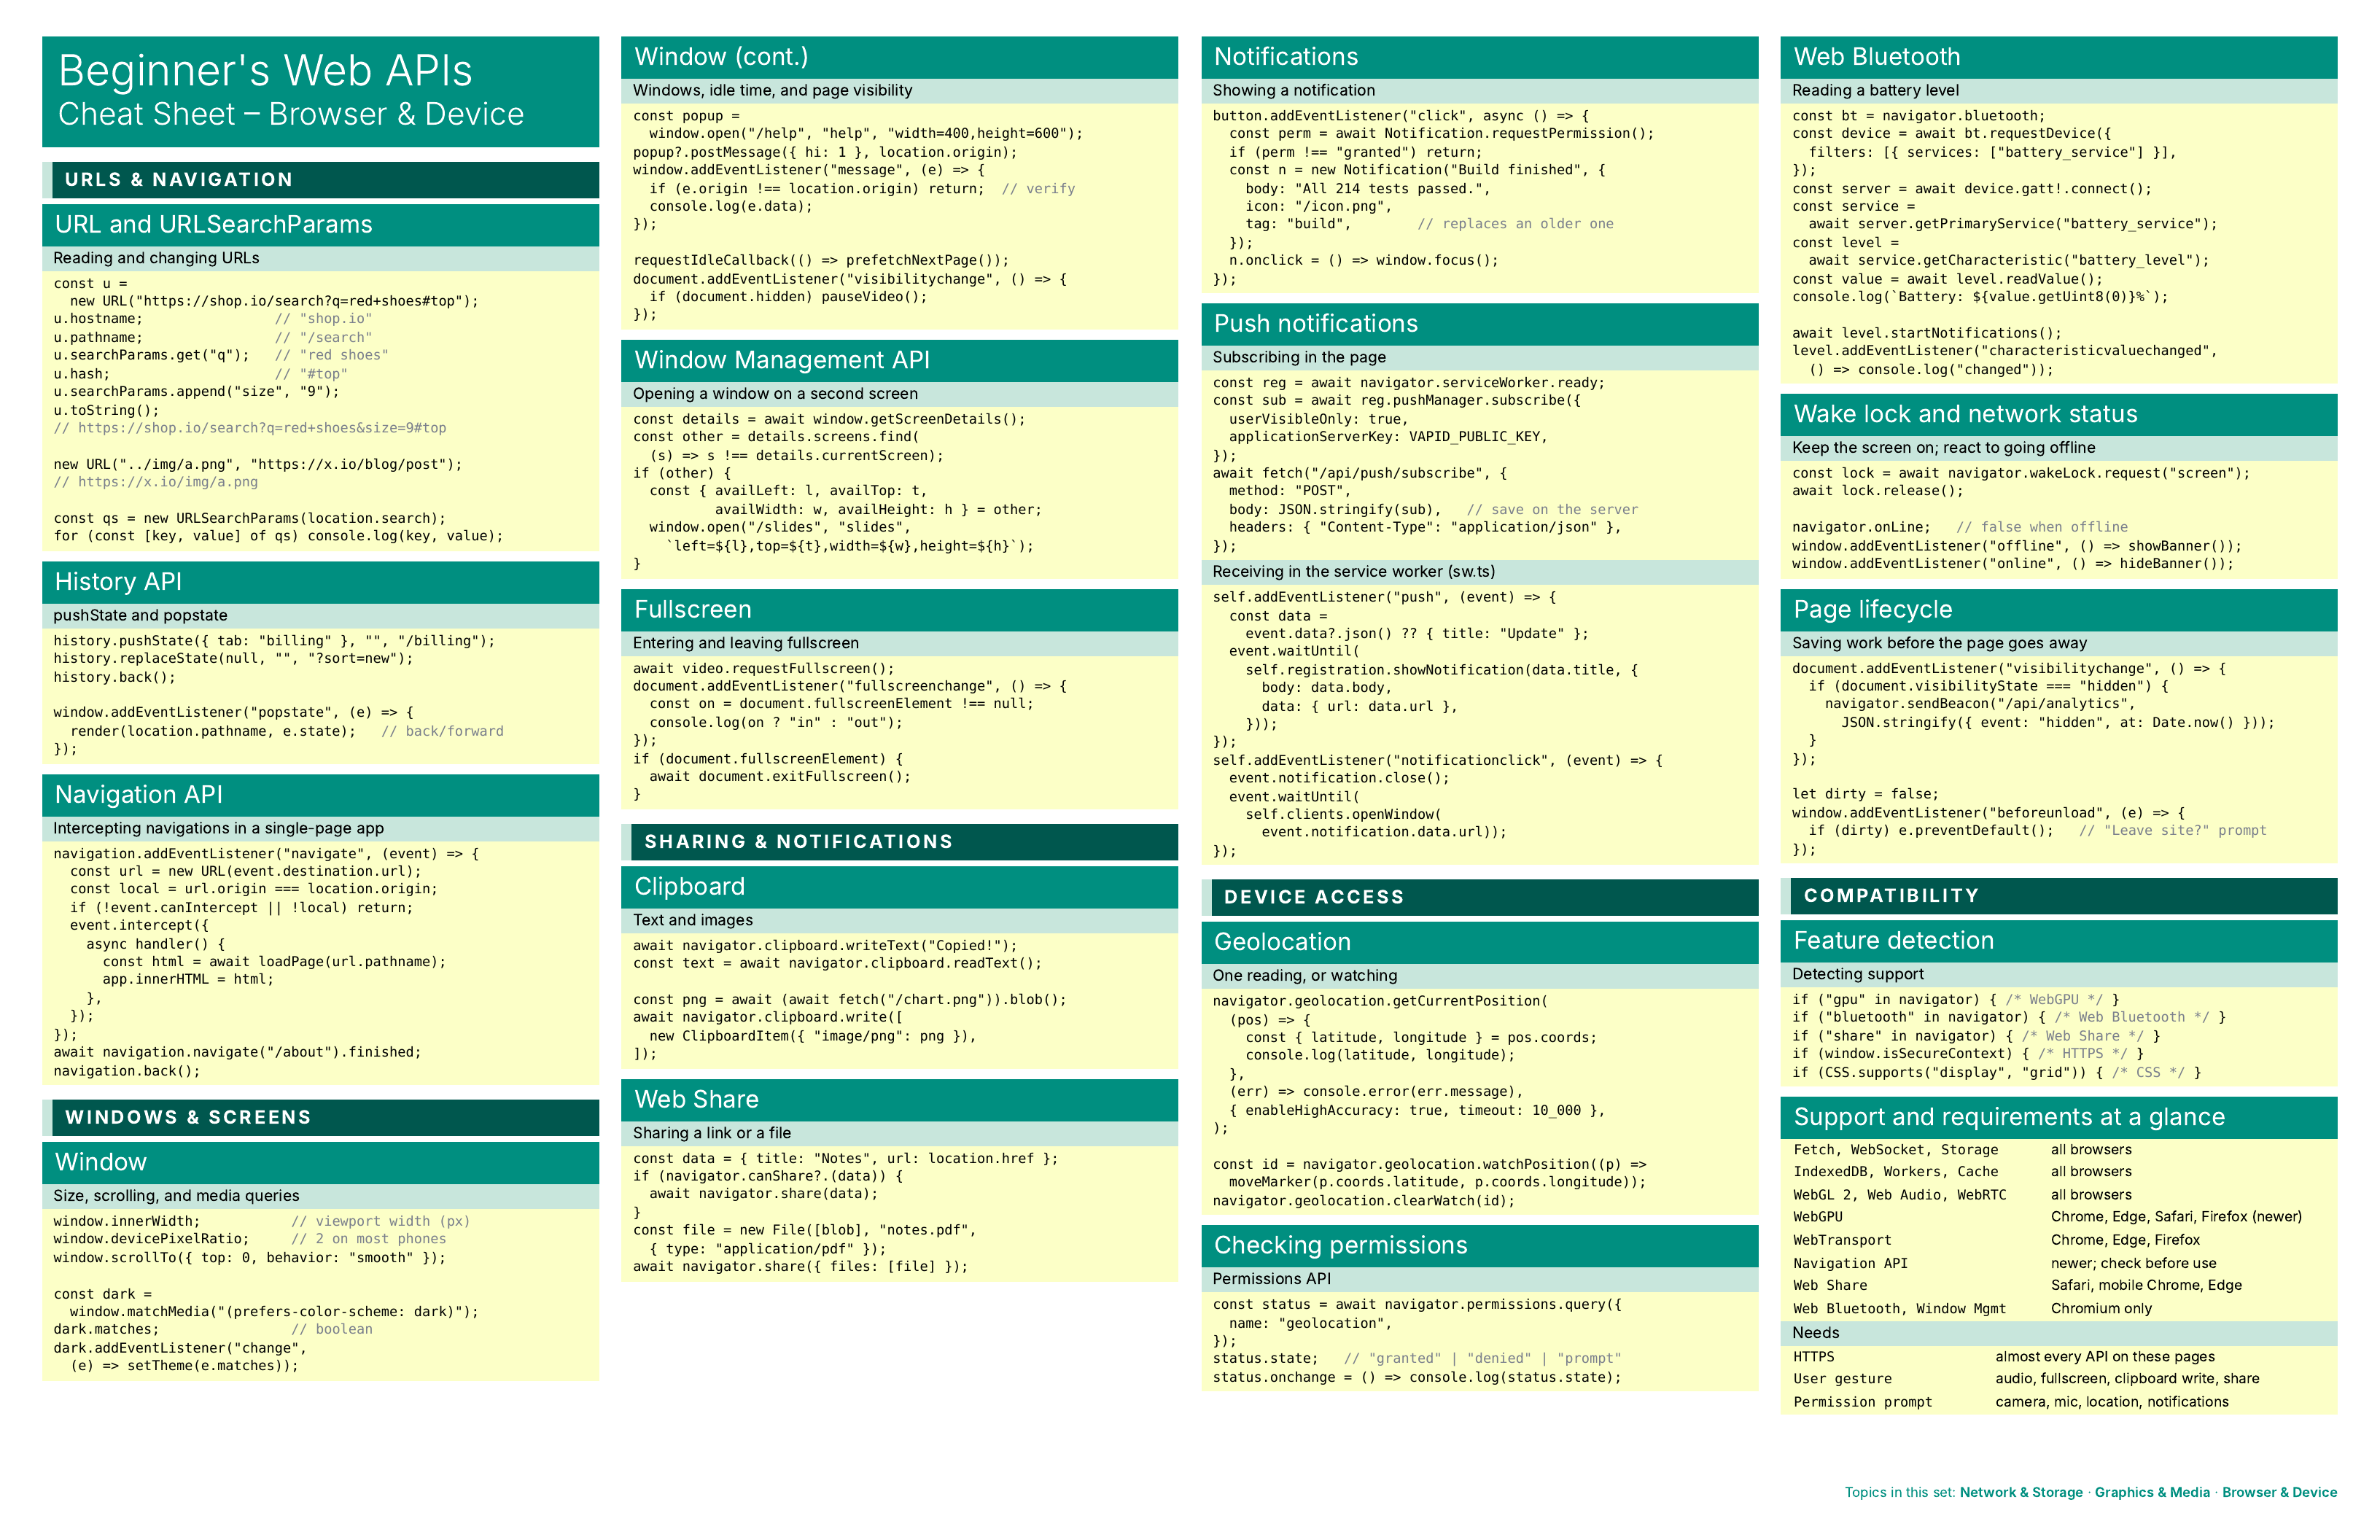 Beginner's Web APIs
Cheat Sheet – Browser & Device
URLS & NAVIGATION
URL and URLSearchParams
Reading and changing URLs
const u =
  new URL("https://shop.io/search?q=red+shoes#top");
u.hostname;                // "shop.io"
u.pathname;                // "/search"
u.searchParams.get("q");   // "red shoes"
u.hash;                    // "#top"
u.searchParams.append("size", "9");
u.toString();
// https://shop.io/search?q=red+shoes&size=9#top
new URL("../img/a.png", "https://x.io/blog/post");
// https://x.io/img/a.png
const qs = new URLSearchParams(location.search);
for (const [key, value] of qs) console.log(key, value);
History API
pushState and popstate
history.pushState({ tab: "billing" }, "", "/billing");
history.replaceState(null, "", "?sort=new");
history.back();
window.addEventListener("popstate", (e) => {
  render(location.pathname, e.state);   // back/forward
});
Navigation API
Intercepting navigations in a single-page app
navigation.addEventListener("navigate", (event) => {
  const url = new URL(event.destination.url);
  const local = url.origin === location.origin;
  if (!event.canIntercept || !local) return;
  event.intercept({
    async handler() {
      const html = await loadPage(url.pathname);
      app.innerHTML = html;
    },
  });
});
await navigation.navigate("/about").finished;
navigation.back();
WINDOWS & SCREENS
Window
Size, scrolling, and media queries
window.innerWidth;           // viewport width (px)
window.devicePixelRatio;     // 2 on most phones
window.scrollTo({ top: 0, behavior: "smooth" });
const dark =
  window.matchMedia("(prefers-color-scheme: dark)");
dark.matches;                // boolean
dark.addEventListener("change",
  (e) => setTheme(e.matches));
Window (cont.)
Windows, idle time, and page visibility
const popup =
  window.open("/help", "help", "width=400,height=600");
popup?.postMessage({ hi: 1 }, location.origin);
window.addEventListener("message", (e) => {
  if (e.origin !== location.origin) return;  // verify
  console.log(e.data);
});
requestIdleCallback(() => prefetchNextPage());
document.addEventListener("visibilitychange", () => {
  if (document.hidden) pauseVideo();
});
Window Management API
Opening a window on a second screen
const details = await window.getScreenDetails();
const other = details.screens.find(
  (s) => s !== details.currentScreen);
if (other) {
  const { availLeft: l, availTop: t,
          availWidth: w, availHeight: h } = other;
  window.open("/slides", "slides",
    `left=${l},top=${t},width=${w},height=${h}`);
}
Fullscreen
Entering and leaving fullscreen
await video.requestFullscreen();
document.addEventListener("fullscreenchange", () => {
  const on = document.fullscreenElement !== null;
  console.log(on ? "in" : "out");
});
if (document.fullscreenElement) {
  await document.exitFullscreen();
}
SHARING & NOTIFICATIONS
Clipboard
Text and images
await navigator.clipboard.writeText("Copied!");
const text = await navigator.clipboard.readText();
const png = await (await fetch("/chart.png")).blob();
await navigator.clipboard.write([
  new ClipboardItem({ "image/png": png }),
]);
Web Share
Sharing a link or a file
const data = { title: "Notes", url: location.href };
if (navigator.canShare?.(data)) {
  await navigator.share(data);
}
const file = new File([blob], "notes.pdf",
  { type: "application/pdf" });
await navigator.share({ files: [file] });
Notifications
Showing a notification
button.addEventListener("click", async () => {
  const perm = await Notification.requestPermission();
  if (perm !== "granted") return;
  const n = new Notification("Build finished", {
    body: "All 214 tests passed.",
    icon: "/icon.png",
    tag: "build",        // replaces an older one
  });
  n.onclick = () => window.focus();
});
Push notifications
Subscribing in the page
const reg = await navigator.serviceWorker.ready;
const sub = await reg.pushManager.subscribe({
  userVisibleOnly: true,
  applicationServerKey: VAPID_PUBLIC_KEY,
});
await fetch("/api/push/subscribe", {
  method: "POST",
  body: JSON.stringify(sub),   // save on the server
  headers: { "Content-Type": "application/json" },
});
Receiving in the service worker (sw.ts)
self.addEventListener("push", (event) => {
  const data =
    event.data?.json() ?? { title: "Update" };
  event.waitUntil(
    self.registration.showNotification(data.title, {
      body: data.body,
      data: { url: data.url },
    }));
});
self.addEventListener("notificationclick", (event) => {
  event.notification.close();
  event.waitUntil(
    self.clients.openWindow(
      event.notification.data.url));
});
DEVICE ACCESS
Geolocation
One reading, or watching
navigator.geolocation.getCurrentPosition(
  (pos) => {
    const { latitude, longitude } = pos.coords;
    console.log(latitude, longitude);
  },
  (err) => console.error(err.message),
  { enableHighAccuracy: true, timeout: 10_000 },
);
const id = navigator.geolocation.watchPosition((p) =>
  moveMarker(p.coords.latitude, p.coords.longitude));
navigator.geolocation.clearWatch(id);
Checking permissions
Permissions API
const status = await navigator.permissions.query({
  name: "geolocation",
});
status.state;   // "granted" | "denied" | "prompt"
status.onchange = () => console.log(status.state);
Web Bluetooth
Reading a battery level
const bt = navigator.bluetooth;
const device = await bt.requestDevice({
  filters: [{ services: ["battery_service"] }],
});
const server = await device.gatt!.connect();
const service =
  await server.getPrimaryService("battery_service");
const level =
  await service.getCharacteristic("battery_level");
const value = await level.readValue();
console.log(`Battery: ${value.getUint8(0)}%`);
await level.startNotifications();
level.addEventListener("characteristicvaluechanged",
  () => console.log("changed"));
Wake lock and network status
Keep the screen on; react to going offline
const lock = await navigator.wakeLock.request("screen");
await lock.release();
navigator.onLine;   // false when offline
window.addEventListener("offline", () => showBanner());
window.addEventListener("online", () => hideBanner());
Page lifecycle
Saving work before the page goes away
document.addEventListener("visibilitychange", () => {
  if (document.visibilityState === "hidden") {
    navigator.sendBeacon("/api/analytics",
      JSON.stringify({ event: "hidden", at: Date.now() }));
  }
});
let dirty = false;
window.addEventListener("beforeunload", (e) => {
  if (dirty) e.preventDefault();   // "Leave site?" prompt
});
COMPATIBILITY
Feature detection
Detecting support
if ("gpu" in navigator) { /* WebGPU */ }
if ("bluetooth" in navigator) { /* Web Bluetooth */ }
if ("share" in navigator) { /* Web Share */ }
if (window.isSecureContext) { /* HTTPS */ }
if (CSS.supports("display", "grid")) { /* CSS */ }
Support and requirements at a glance
Fetch, WebSocket, Storage all browsers
IndexedDB, Workers, Cache all browsers
WebGL 2, Web Audio, WebRTC all browsers
WebGPU Chrome, Edge, Safari, Firefox (newer)
WebTransport Chrome, Edge, Firefox
Navigation API newer; check before use
Web Share Safari, mobile Chrome, Edge
Web Bluetooth, Window Mgmt Chromium only
Needs
HTTPS almost every API on these pages
User gesture audio, fullscreen, clipboard write, share
Permission prompt camera, mic, location, notifications
Topics in this set: Network & Storage · Graphics & Media · Browser & Device